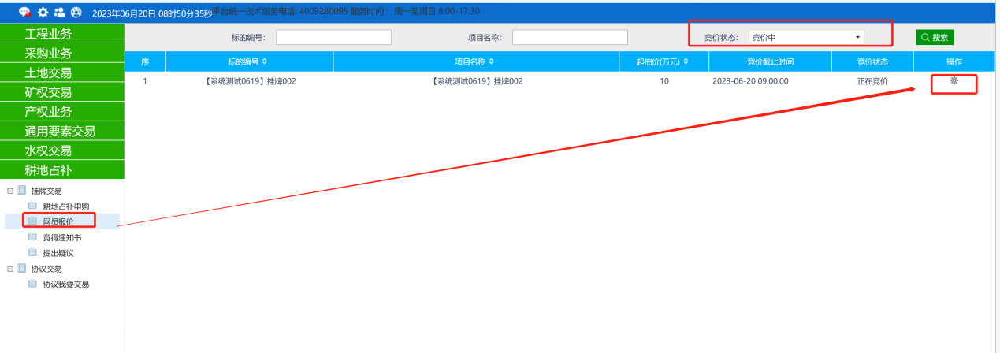 2023年06月20日 08时50分35秒平台统一技术服务电话: 4009280095 服务时间: 周一至周日 8:00-17:30
工程业务
采购业务
土地交易
矿权交易
产权业务
通用要素交易
水权交易
耕地占补
挂牌交易
耕地占补申购
网员报价
竞得通知书
提出疑议
协议交易
协议我要交易
标的编号: 项目名称: 竞价状态: 竞价中 搜索
序 标的编号 项目名称 起拍价(万元) 竞价截止时间 竞价状态 操作
1 【系统测试0619】挂牌002 【系统测试0619】挂牌002 10 2023-06-20 09:00:00 正在竞价